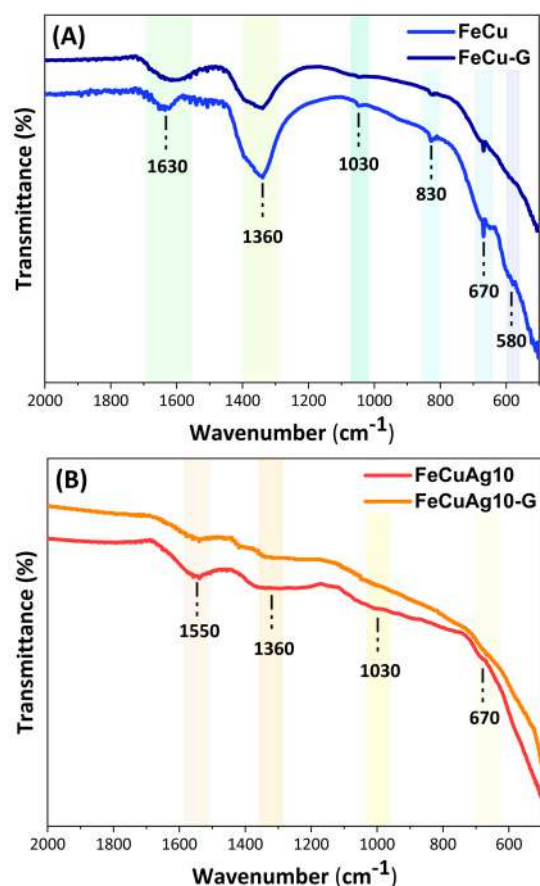 (A)
FeCu
FeCu-G
Transmittance (%)
1630
1360
1030
830
670
580
2000 1800 1600 1400 1200 1000 800 600
Wavenumber (cm⁻¹)
(B)
FeCuAg10
FeCuAg10-G
Transmittance (%)
1550
1360
1030
670
2000 1800 1600 1400 1200 1000 800 600
Wavenumber (cm⁻¹)